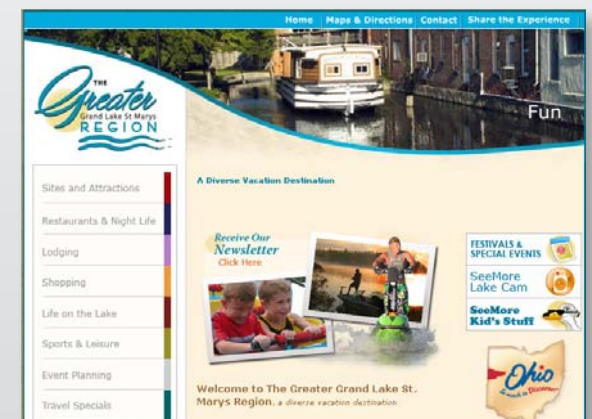 Home
Maps & Directions
Contact
Share the Experience
THE
Greater
Grand Lake St Marys
REGION
Fun
Sites and Attractions
Restaurants & Night Life
Lodging
Shopping
Life on the Lake
Sports & Leisure
Event Planning
Travel Specials
A Diverse Vacation Destination
Receive Our
Newsletter
Click Here
Welcome to The Greater Grand Lake St.
Marys Region, a diverse vacation destination
FESTIVALS &
SPECIAL EVENTS
SeeMore
Lake Cam
SeeMore
Kid's Stuff
Ohio